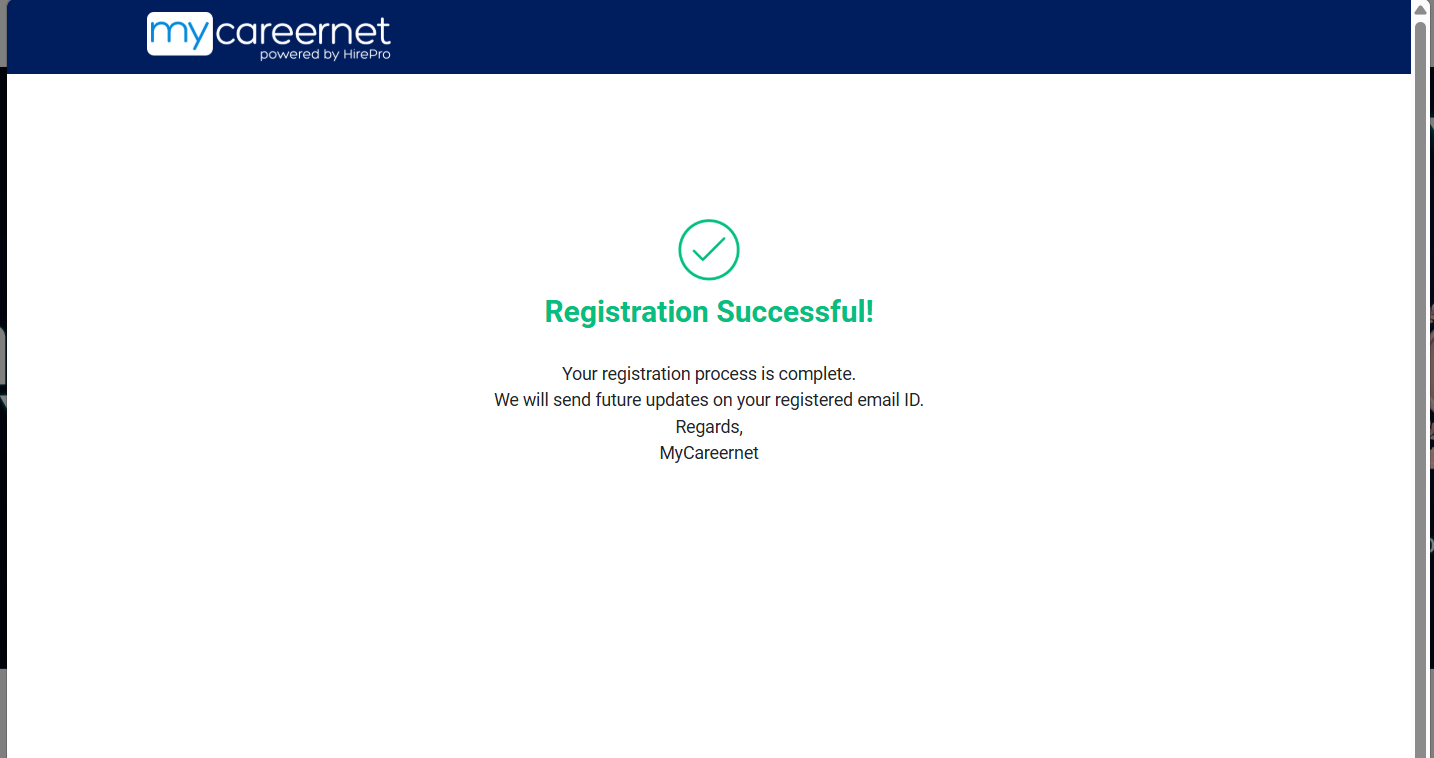 mycareernet
powered by HirePro
Registration Successful!
Your registration process is complete.
We will send future updates on your registered email ID.
Regards,
MyCareernet